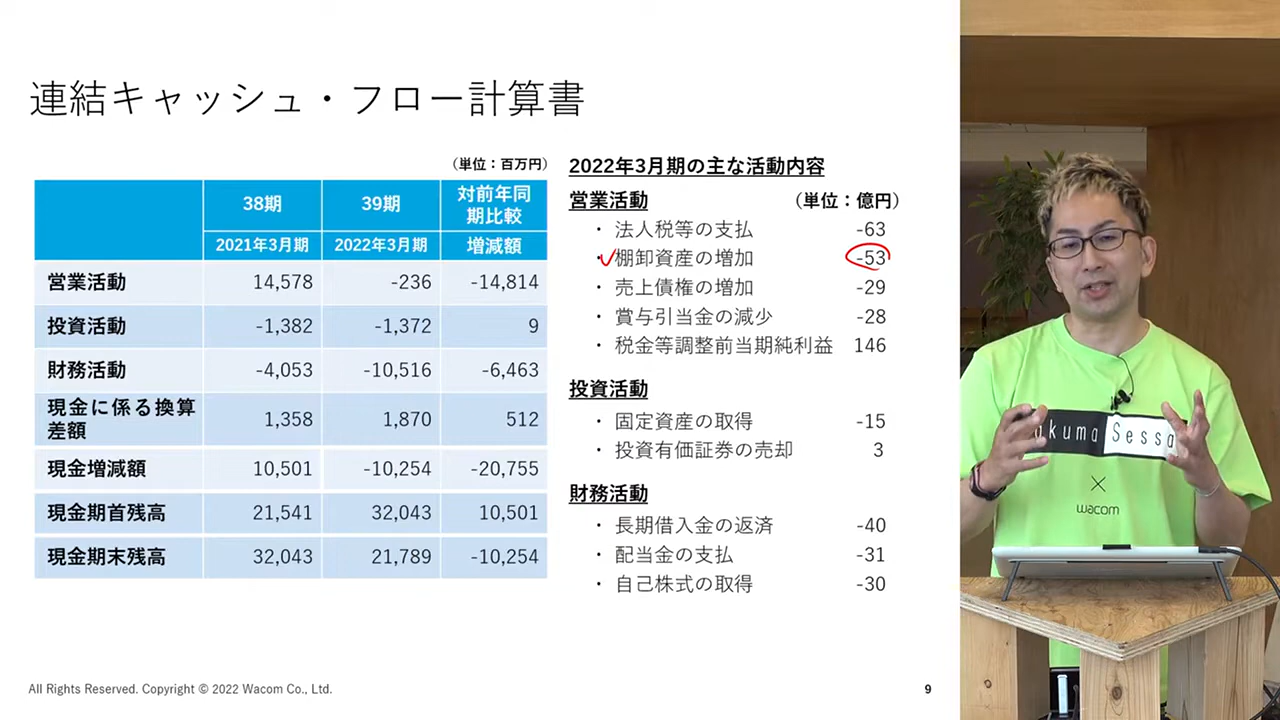 連結キャッシュ・フロー計算書
（単位：百万円）
38期 39期 対前年同期比較
2021年3月期 2022年3月期 増減額
営業活動 14,578 -236 -14,814
投資活動 -1,382 -1,372 9
財務活動 -4,053 -10,516 -6,463
現金に係る換算差額 1,358 1,870 512
現金増減額 10,501 -10,254 -20,755
現金期首残高 21,541 32,043 10,501
現金期末残高 32,043 21,789 -10,254
2022年3月期の主な活動内容
営業活動 （単位：億円）
・ 法人税等の支払 -63
・ 棚卸資産の増加 -53
・ 売上債権の増加 -29
・ 賞与引当金の減少 -28
・ 税金等調整前当期純利益 146
投資活動
・ 固定資産の取得 -15
・ 投資有価証券の売却 3
財務活動
・ 長期借入金の返済 -40
・ 配当金の支払 -31
・ 自己株式の取得 -30
All Rights Reserved. Copyright © 2022 Wacom Co., Ltd.
9
Sessa
×
wacom